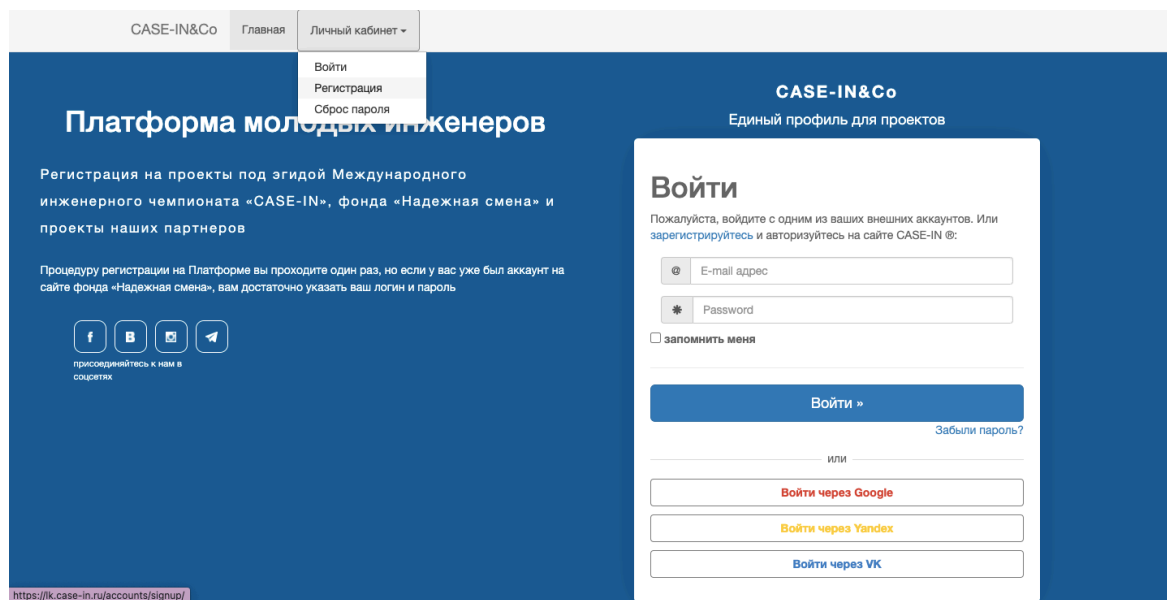 CASE-IN&Co
Главная
Личный кабинет
Войти
Регистрация
Сброс пароля
Платформа молодых инженеров
Регистрация на проекты под эгидой Международного
инженерного чемпионата «CASE-IN», фонда «Надежная смена» и
проекты наших партнеров
Процедуру регистрации на Платформе вы проходите один раз, но если у вас уже был аккаунт на
сайте фонда «Надежная смена», вам достаточно указать ваш логин и пароль
присоединяйтесь к нам в
соцсетях
CASE-IN&Co
Единый профиль для проектов
Войти
Пожалуйста, войдите с одним из ваших внешних аккаунтов. Или
зарегистрируйтесь и авторизуйтесь на сайте CASE-IN ®:
@ E-mail адрес
Password
запомнить меня
Войти »
Забыли пароль?
или
Войти через Google
Войти через Yandex
Войти через VK
https://lk.case-in.ru/accounts/signup/